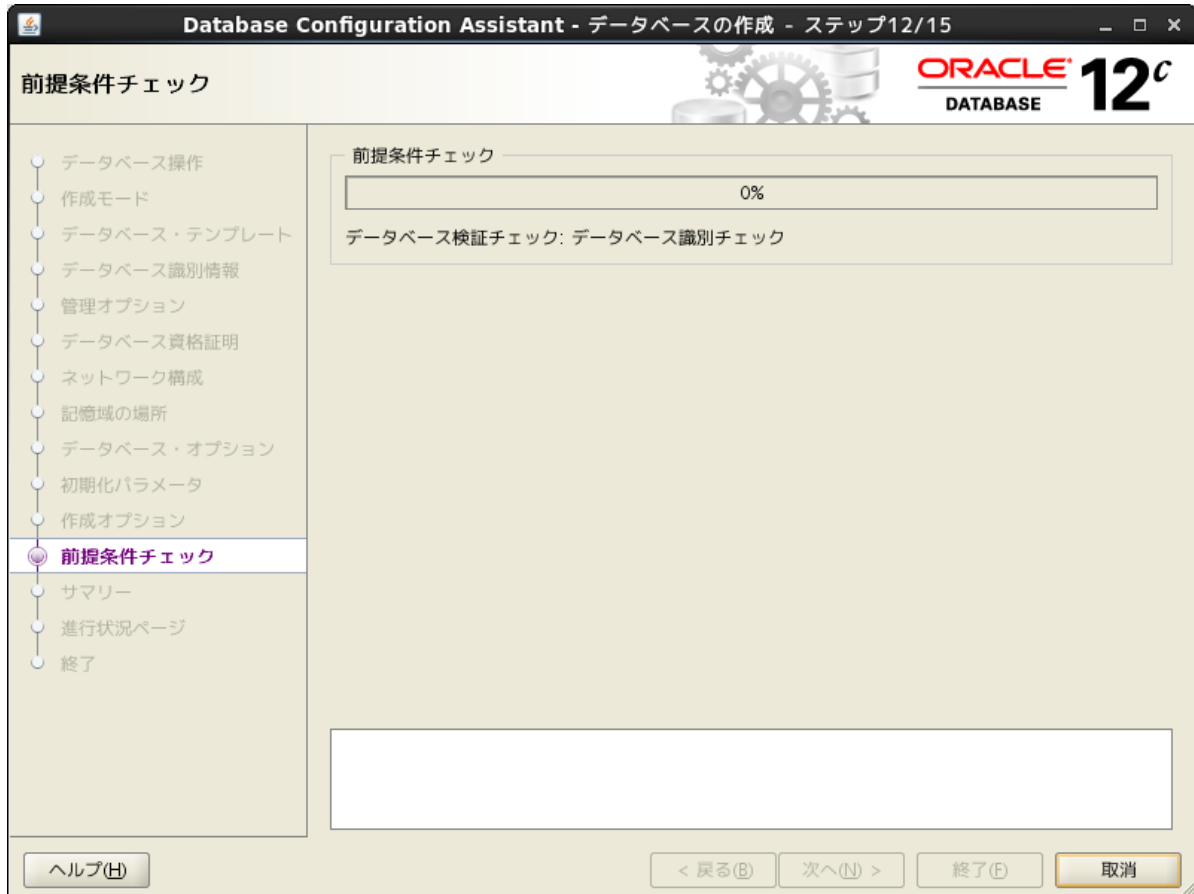 Database Configuration Assistant - データベースの作成 - ステップ12/15
前提条件チェック
ORACLE
DATABASE
12c
データベース操作
作成モード
データベース・テンプレート
データベース識別情報
管理オプション
データベース資格証明
ネットワーク構成
記憶域の場所
データベース・オプション
初期化パラメータ
作成オプション
前提条件チェック
サマリー
進行状況ページ
終了
前提条件チェック
0%
データベース検証チェック: データベース識別チェック
ヘルプ(H)
< 戻る(B)
次へ(N) >
終了(F)
取消